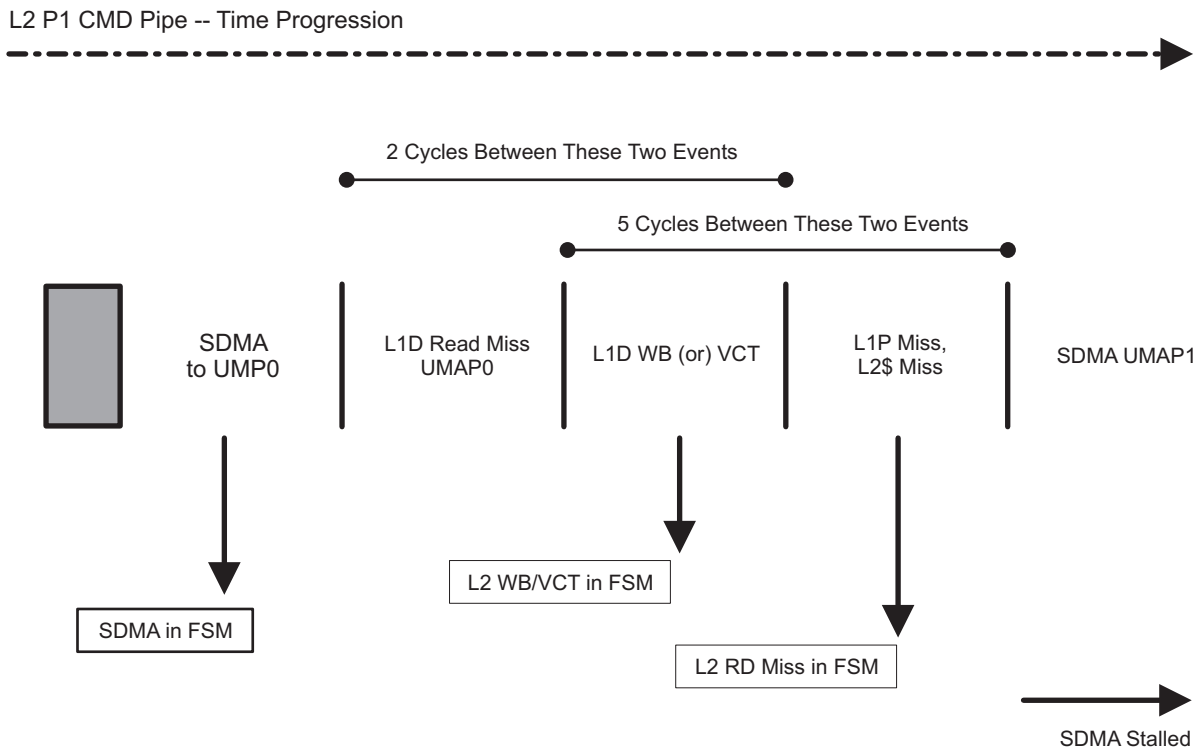 L2 P1 CMD Pipe -- Time Progression
2 Cycles Between These Two Events
5 Cycles Between These Two Events
SDMA
to UMP0
L1D Read Miss
UMAP0
L1D WB (or) VCT
L1P Miss,
L2$ Miss
SDMA UMAP1
L2 WB/VCT in FSM
SDMA in FSM
L2 RD Miss in FSM
SDMA Stalled